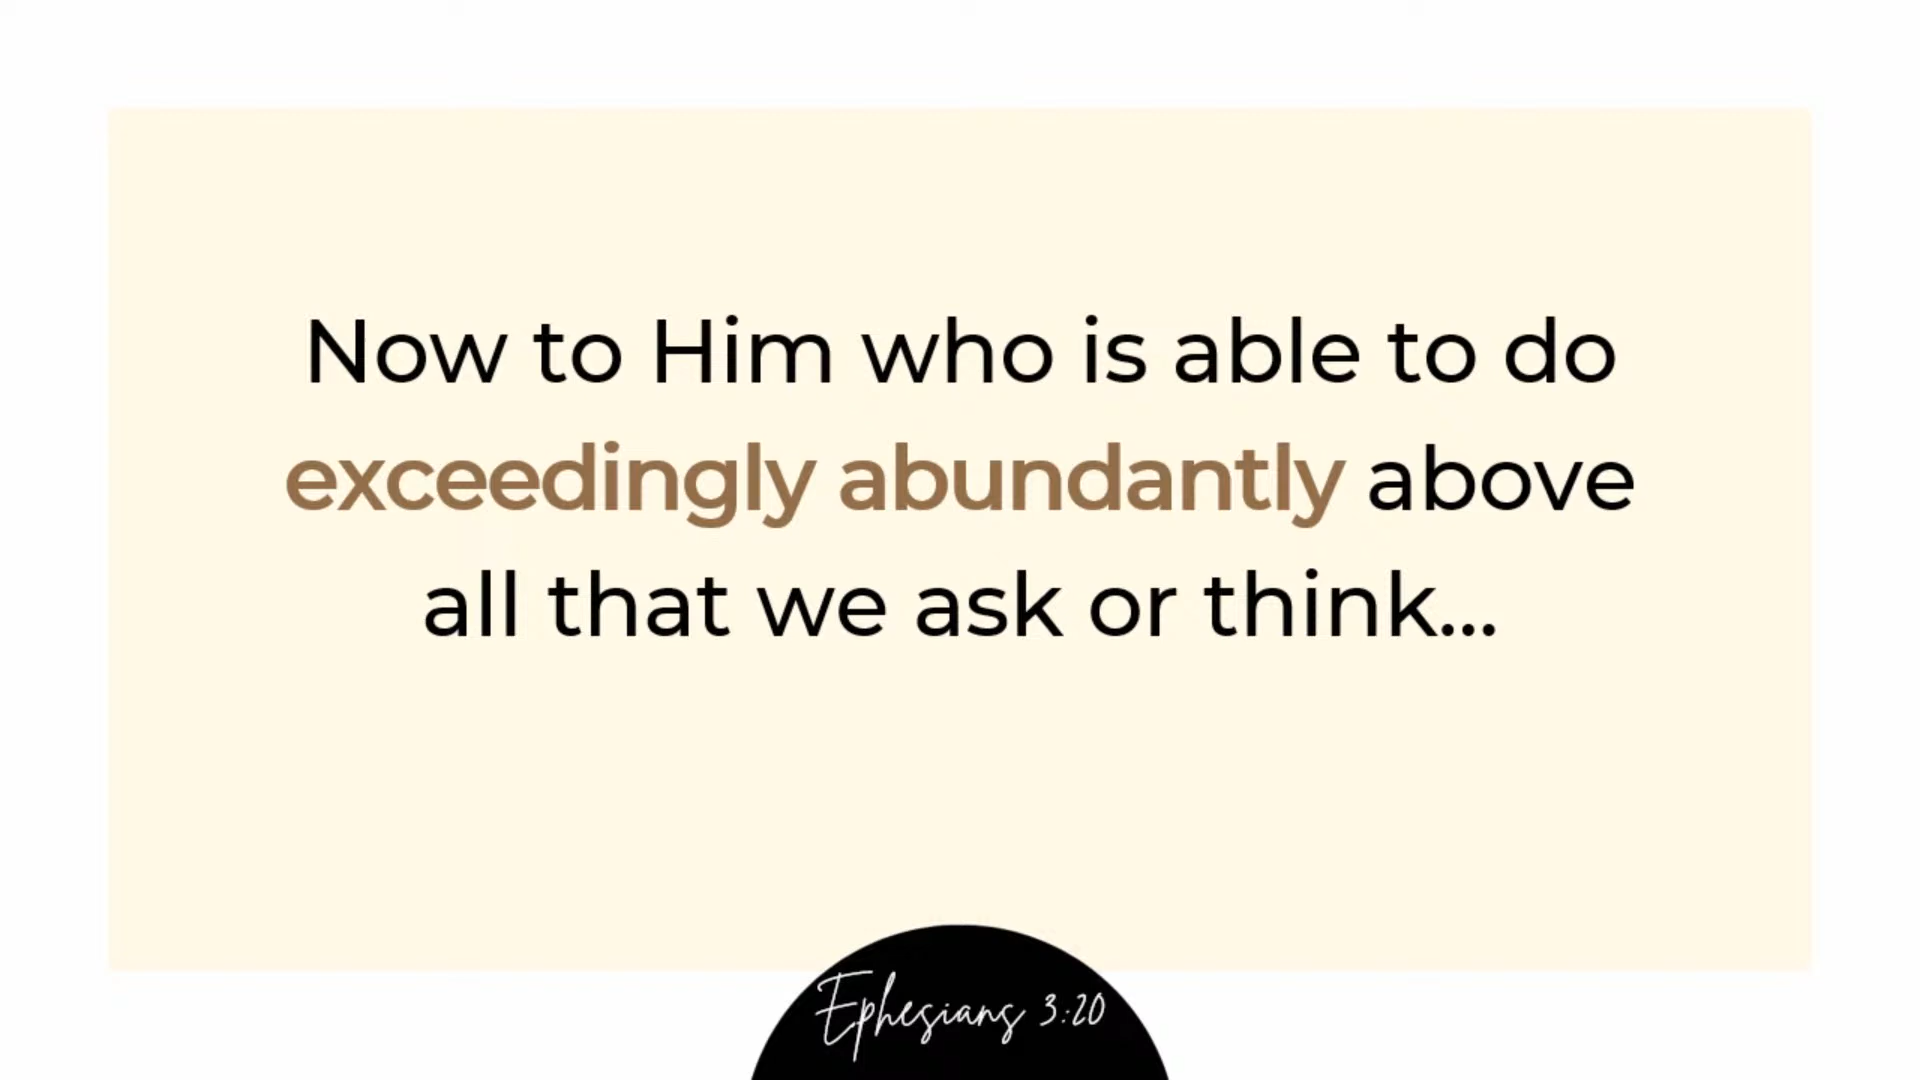 Now to Him who is able to do
exceedingly abundantly above
all that we ask or think...
Ephesians 3:20